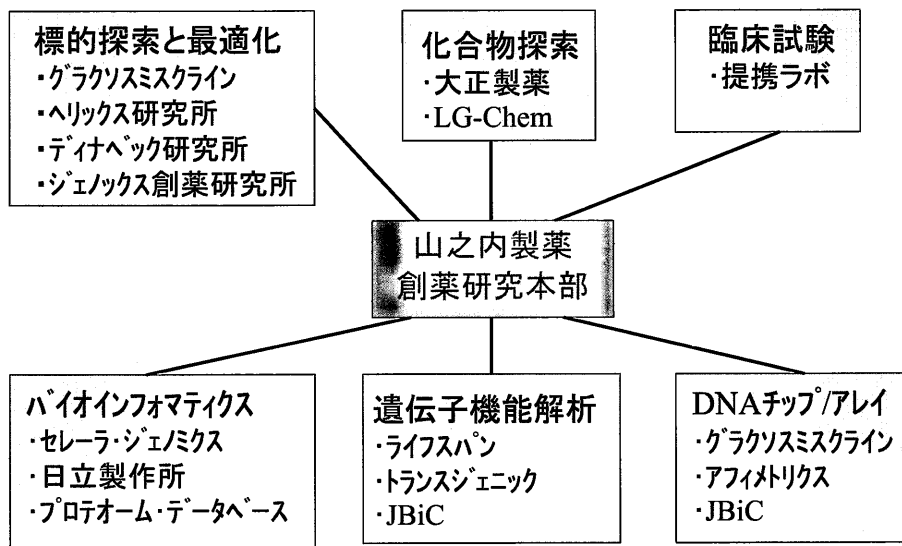 標的探索と最適化
・グラクソスミスクライン
・ヘリックス研究所
・ディナベック研究所
・ジェノックス創薬研究所
化合物探索
・大正製薬
・LG-Chem
臨床試験
・提携ラボ
山之内製薬
創薬研究本部
バイオインフォマティクス
・セレーラ・ジェノミクス
・日立製作所
・プロテオーム・データベース
遺伝子機能解析
・ライフスパン
・トランスジェニック
・JBiC
DNAチップ/アレイ
・グラクソスミスクライン
・アフィメトリクス
・JBiC